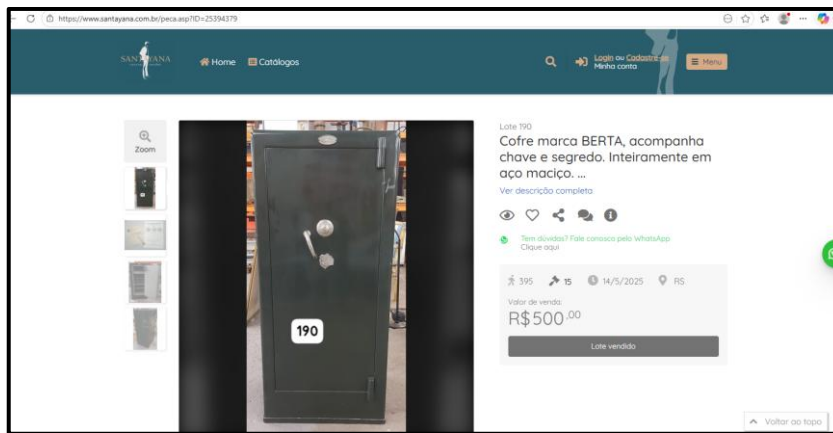 https://www.santayana.com.br/peca.asp?ID=25394379
SANTAYANA
Home
Catálogos
Login ou Cadastre-se
Minha conta
Menu
Zoom
190
Lote 190
Cofre marca BERTA, acompanha
chave e segredo. Inteiramente em
aço maciço. ...
Ver descrição completa
Tem dúvidas? Fale conosco pelo WhatsApp
Clique aqui
395
15
14/5/2025
RS
Valor de venda:
R$500,00
Lote vendido
Voltar ao topo